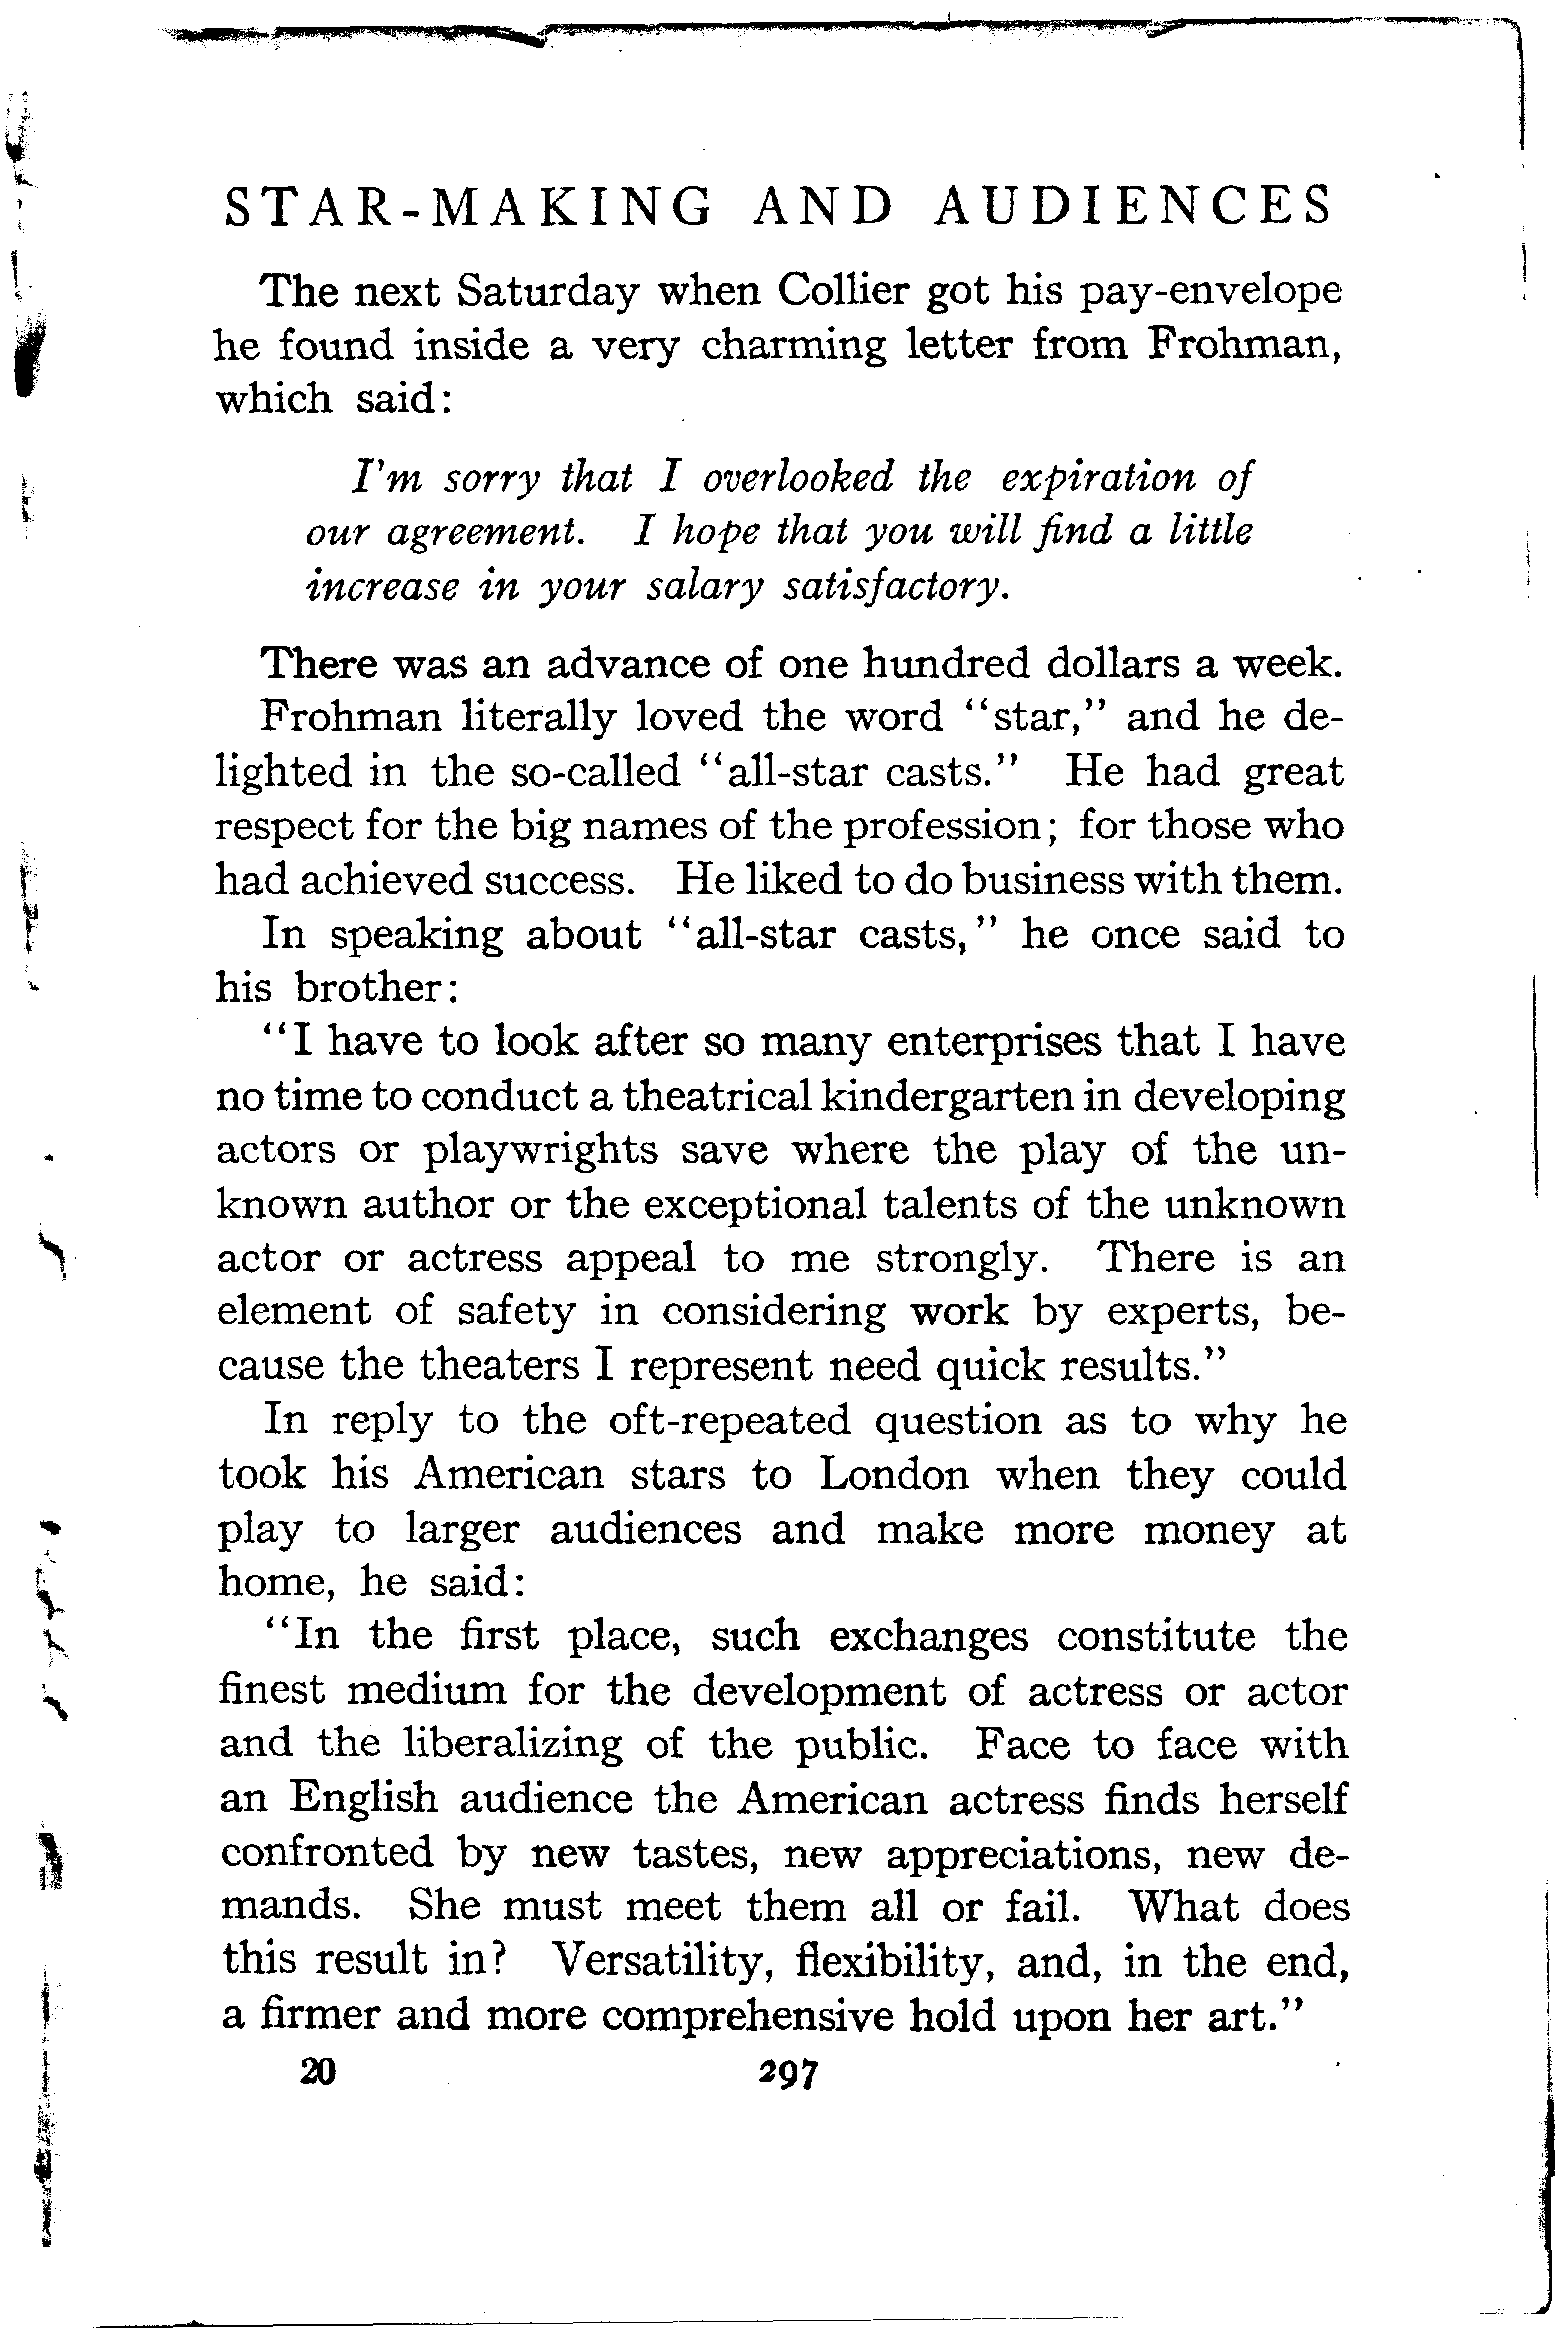 STAR-MAKING AND AUDIENCES
The next Saturday when Collier got his pay-envelope
he found inside a very charming letter from Frohman,
which said:
I'm sorry that I overlooked the expiration of
our agreement. I hope that you will find a little
increase in your salary satisfactory.
There was an advance of one hundred dollars a week.
Frohman literally loved the word "star," and he de-
lighted in the so-called "all-star casts." He had great
respect for the big names of the profession; for those who
had achieved success. He liked to do business with them.
In speaking about "all-star casts," he once said to
his brother:
"I have to look after so many enterprises that I have
no time to conduct a theatrical kindergarten in developing
actors or playwrights save where the play of the un-
known author or the exceptional talents of the unknown
actor or actress appeal to me strongly. There is an
element of safety in considering work by experts, be-
cause the theaters I represent need quick results."
In reply to the oft-repeated question as to why he
took his American stars to London when they could
play to larger audiences and make more money at
home, he said:
"In the first place, such exchanges constitute the
finest medium for the development of actress or actor
and the liberalizing of the public. Face to face with
an English audience the American actress finds herself
confronted by new tastes, new appreciations, new de-
mands. She must meet them all or fail. What does
this result in? Versatility, flexibility, and, in the end,
a firmer and more comprehensive hold upon her art."
20 297